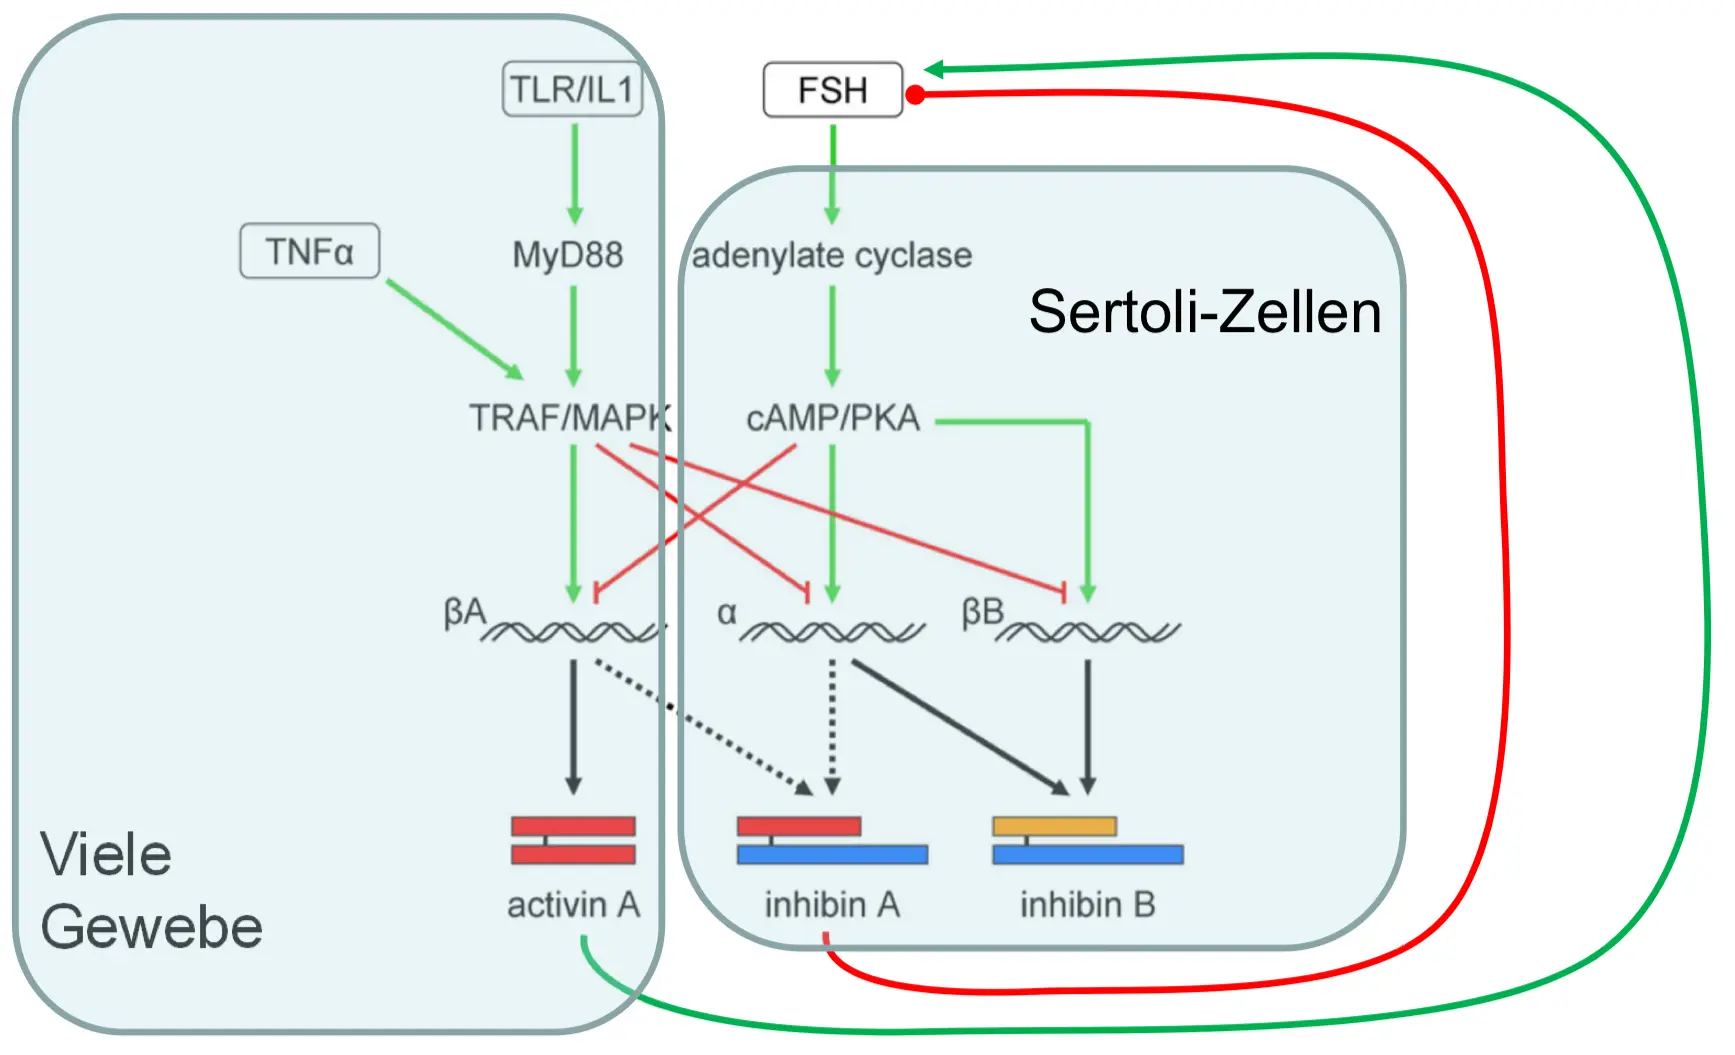 TLR/IL1
FSH
TNFα
MyD88
adenylate cyclase
Sertoli-Zellen
TRAF/MAPK
cAMP/PKA
βA
α
βB
Viele
Gewebe
activin A
inhibin A
inhibin B